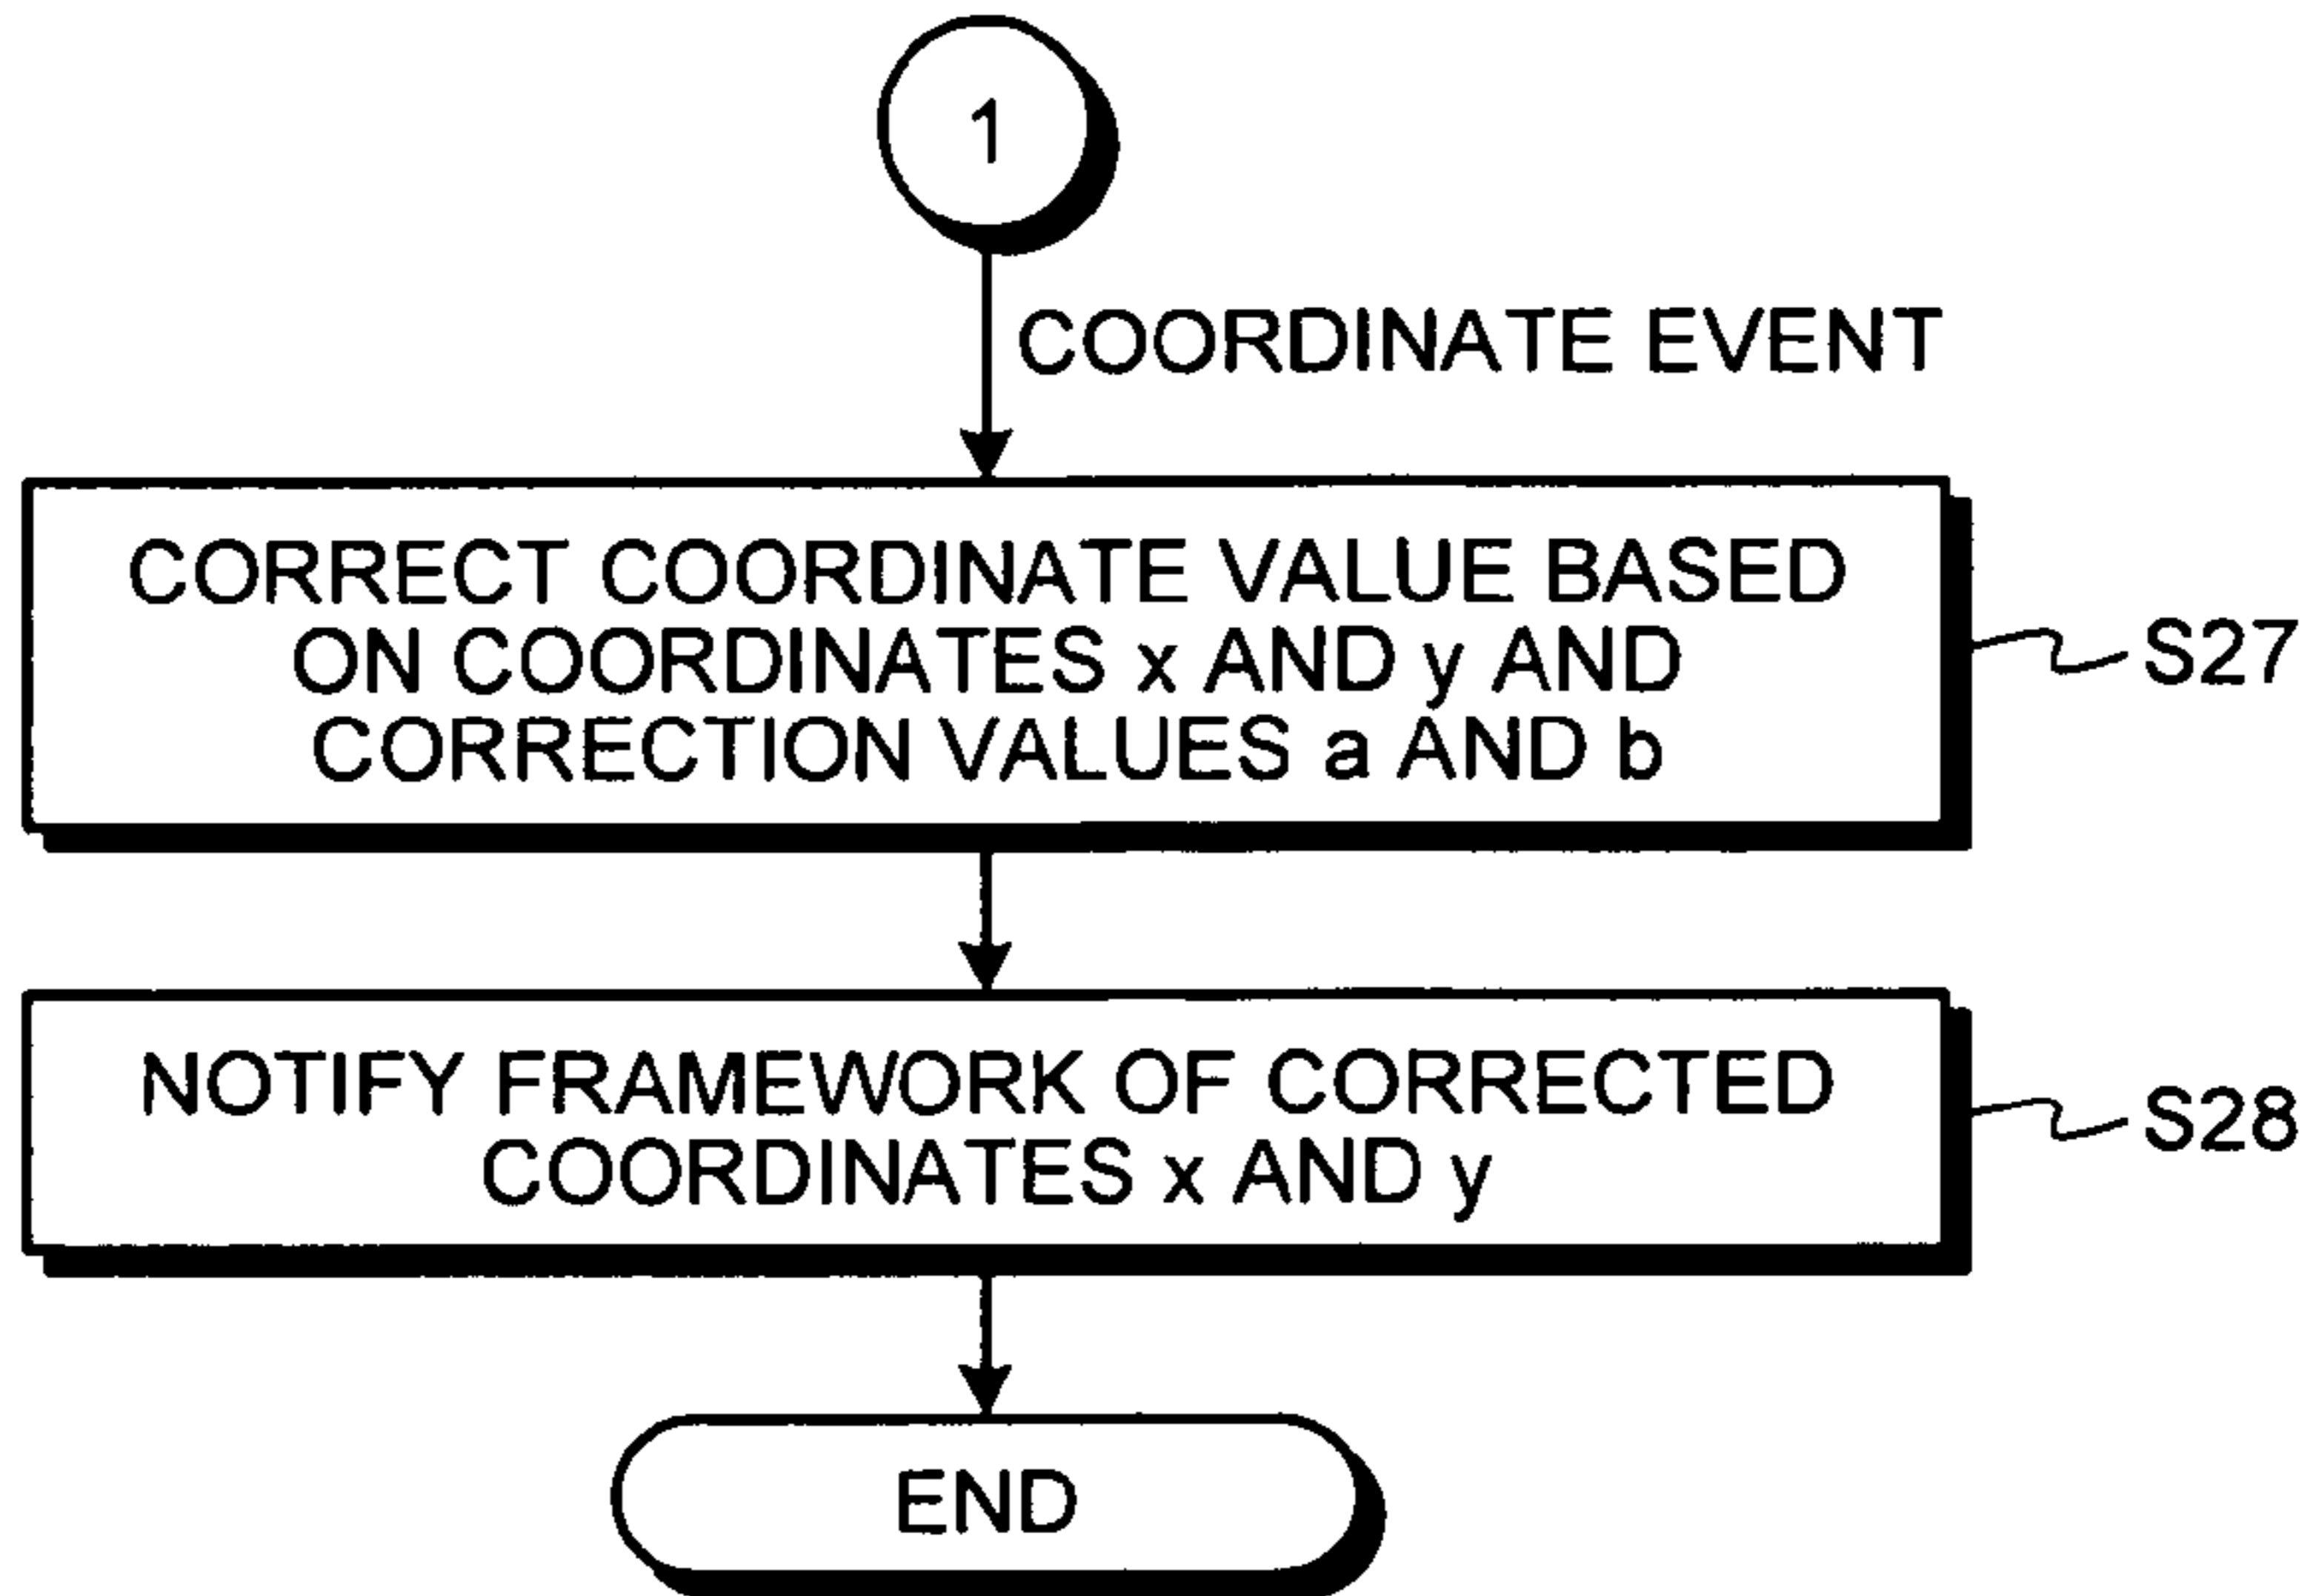 1
COORDINATE EVENT
CORRECT COORDINATE VALUE BASED
ON COORDINATES x AND y AND
CORRECTION VALUES a AND b
S27
NOTIFY FRAMEWORK OF CORRECTED
COORDINATES x AND y
S28
END